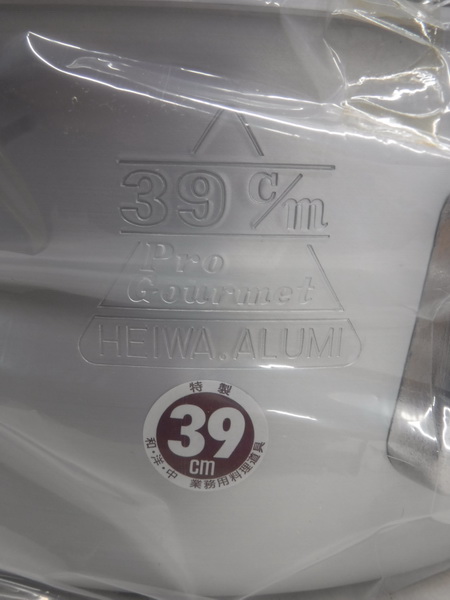 39 c/m
Pro
Gourmet
HEIWA.ALUMI
特製
39
cm
和・洋・中 業務用料理道具